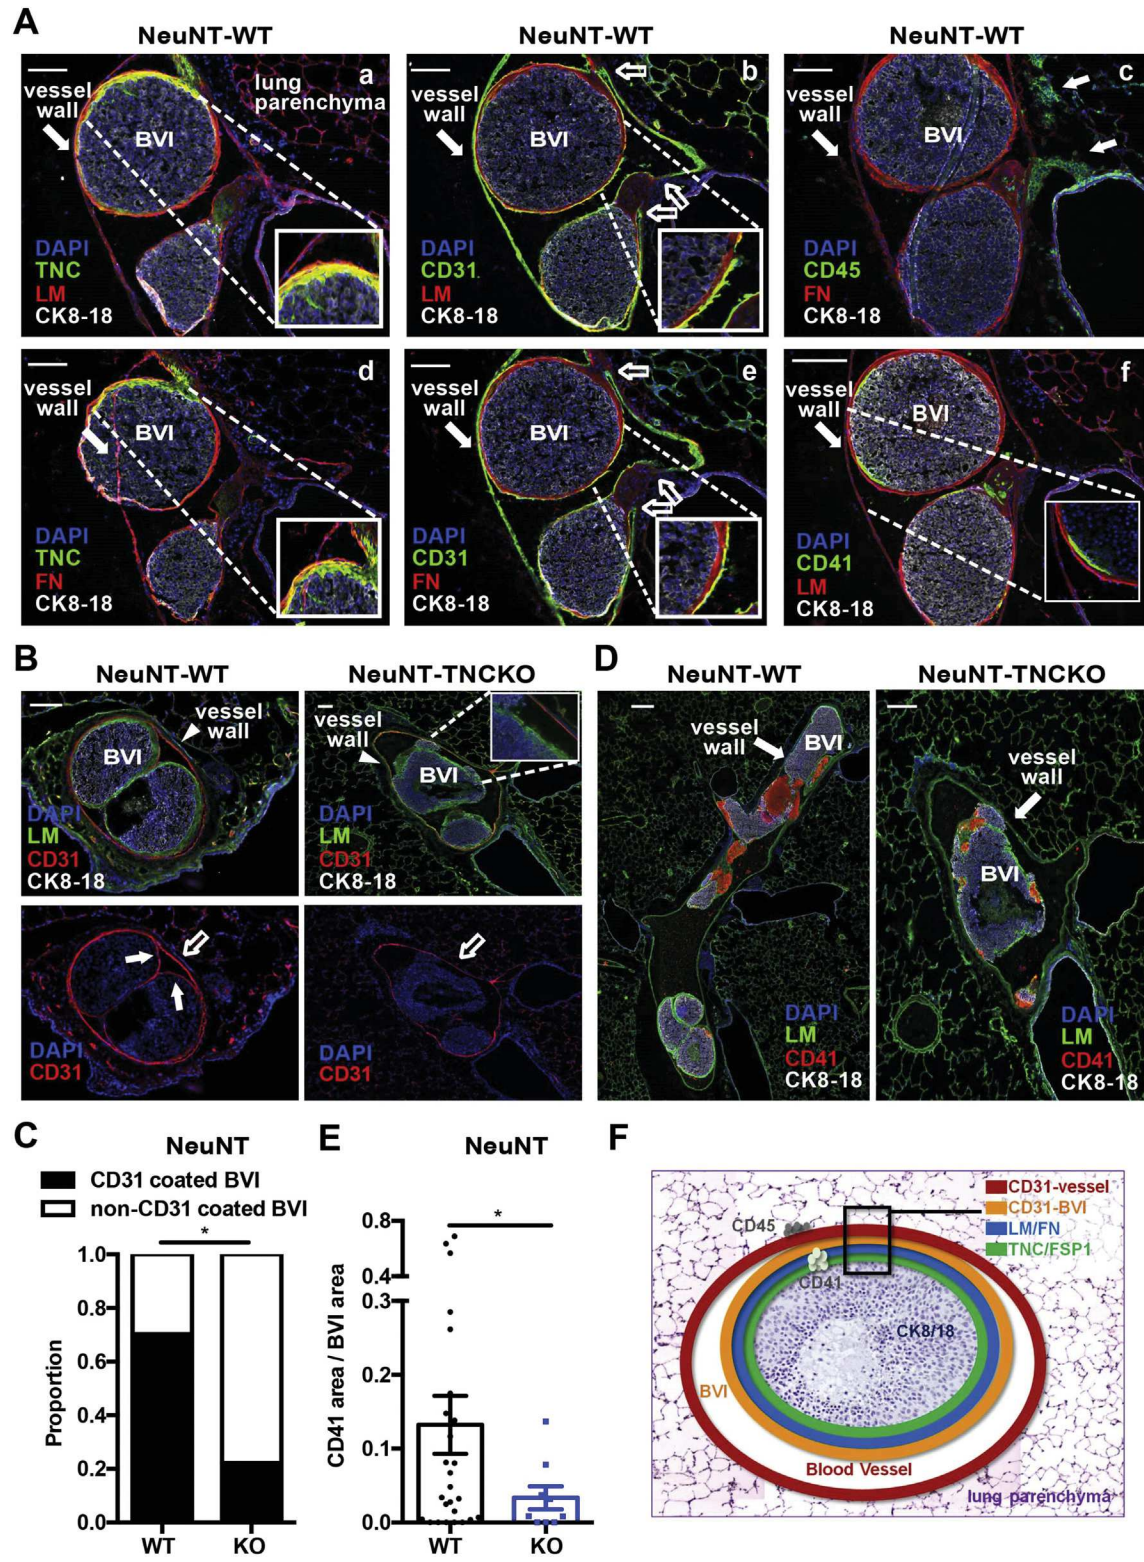 A
NeuNT-WT
NeuNT-WT
NeuNT-WT
vessel
wall
lung
parenchyma
a
BVI
DAPI
TNC
LM
CK8-18
vessel
wall
b
BVI
DAPI
CD31
LM
CK8-18
vessel
wall
c
BVI
DAPI
CD45
FN
CK8-18
vessel
wall
d
BVI
DAPI
TNC
FN
CK8-18
vessel
wall
e
BVI
DAPI
CD31
FN
CK8-18
vessel
wall
f
BVI
DAPI
CD41
LM
CK8-18
B
NeuNT-WT
NeuNT-TNCKO
vessel
wall
BVI
DAPI
LM
CD31
CK8-18
vessel
wall
BVI
DAPI
LM
CD31
CK8-18
DAPI
CD31
DAPI
CD31
D
NeuNT-WT
NeuNT-TNCKO
vessel
wall
BVI
DAPI
LM
CD41
CK8-18
vessel
wall
BVI
DAPI
LM
CD41
CK8-18
C
NeuNT
CD31 coated BVI
non-CD31 coated BVI
*
Proportion
1.0
0.8
0.6
0.4
0.2
0.0
WT
KO
E
NeuNT
*
CD41 area / BVI area
0.8
0.4
0.3
0.2
0.1
0.0
WT
KO
F
CD31-vessel
CD31-BVI
LM/FN
TNC/FSP1
CD45
CD41
CK8/18
BVI
Blood Vessel
lung parenchyma